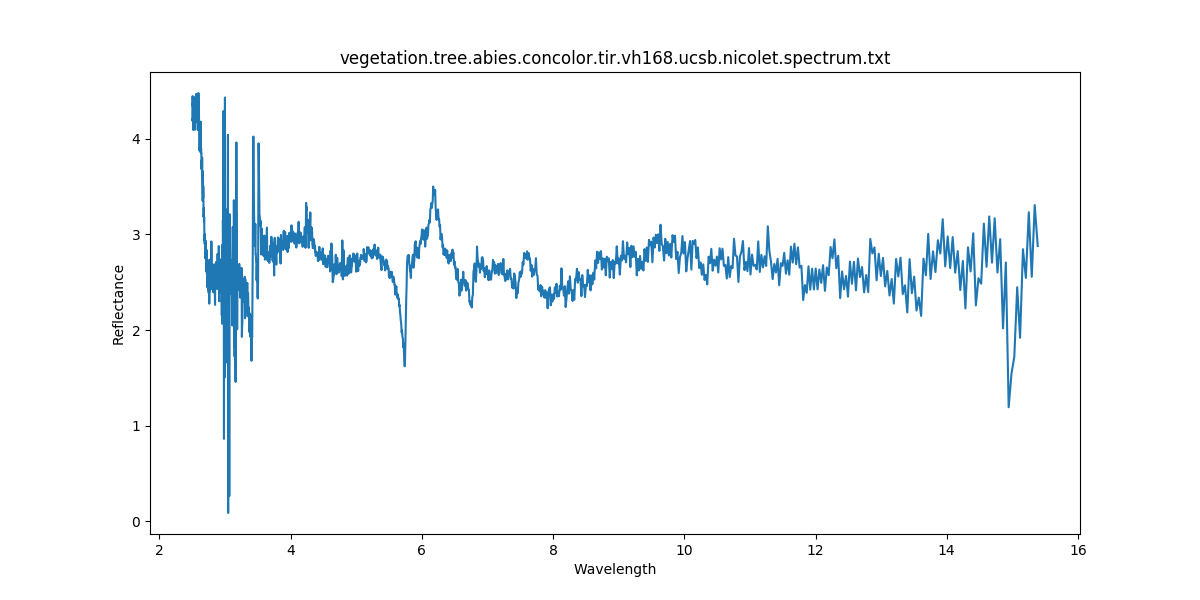 vegetation.tree.abies.concolor.tir.vh168.ucsb.nicolet.spectrum.txt
4
3
2
1
0
Reflectance
2 4 6 8 10 12 14 16
Wavelength